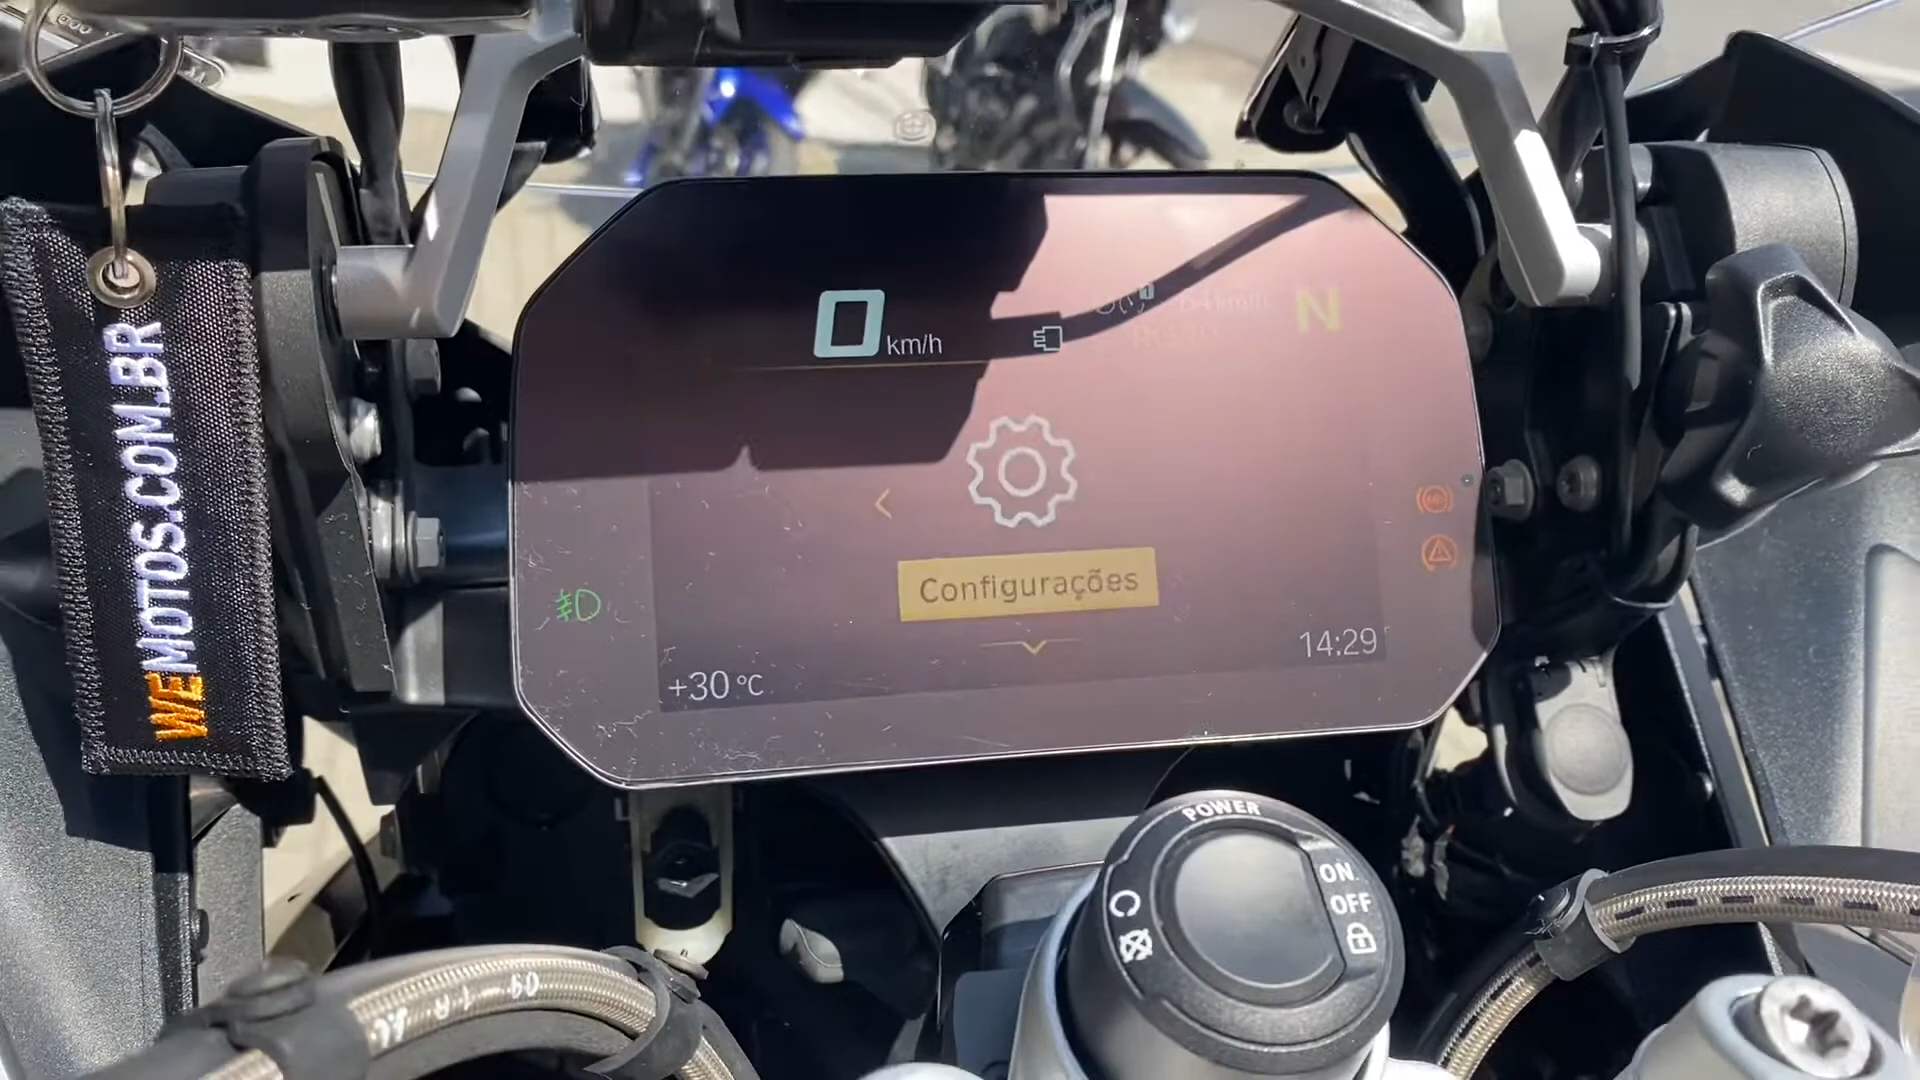 WEMOTOS.COM.BR
0 km/h
N
Configurações
+30 °C
14:29
POWER
ON
OFF